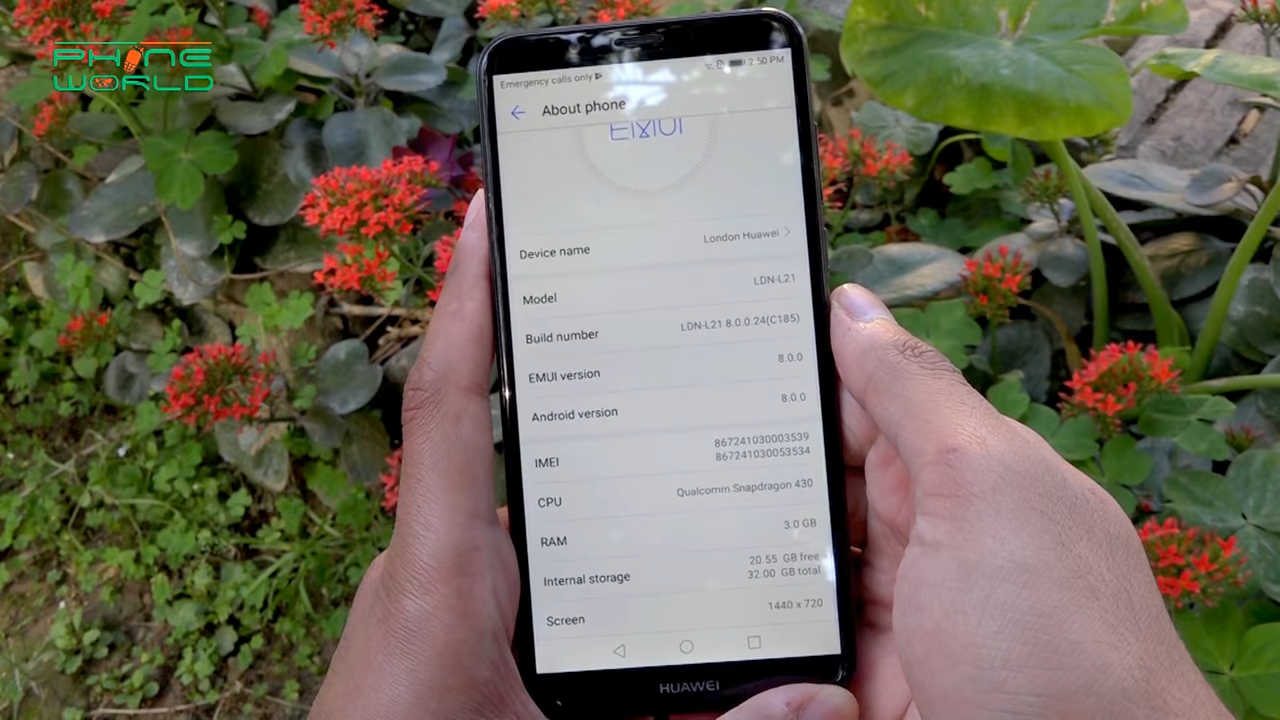 PHONE
WORLD
Emergency calls only
2:50 PM
About phone
EMUI
Device name
London Huawei
Model
LDN-L21
Build number
LDN-L21 8.0.0.24(C185)
EMUI version
8.0.0
Android version
8.0.0
IMEI
867241030003539
867241030053534
CPU
Qualcomm Snapdragon 430
RAM
3.0 GB
Internal storage
20.55 GB free
32.00 GB total
Screen
1440 x 720
HUAWEI